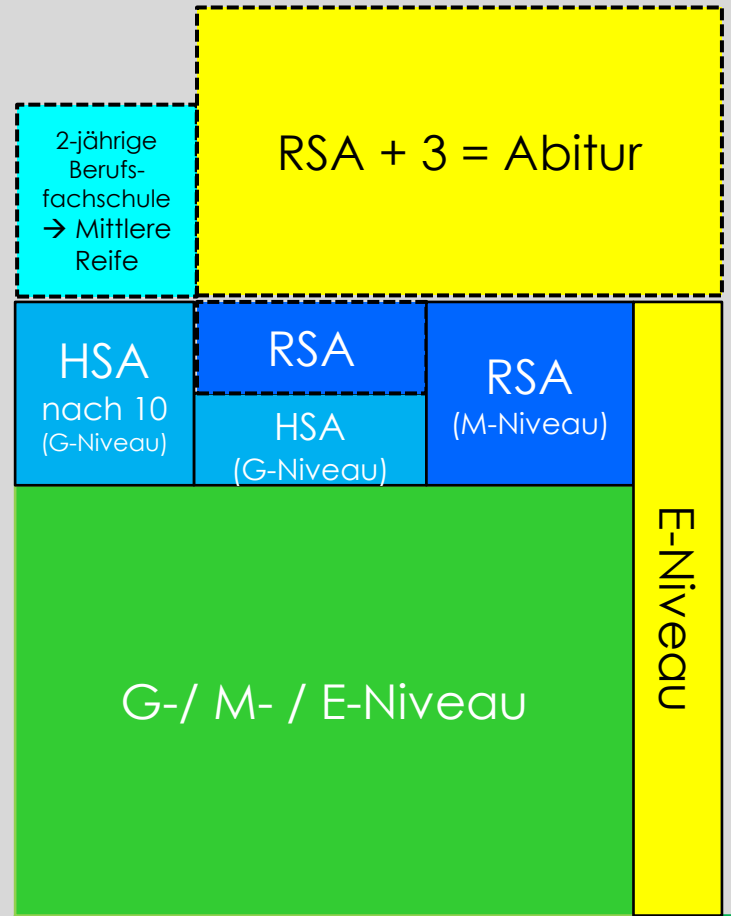 RSA + 3 = Abitur
2-jährige
Berufs-
fachschule
→ Mittlere
Reife
HSA
nach 10
(G-Niveau)
RSA
HSA
(G-Niveau)
RSA
(M-Niveau)
E-Niveau
G-/ M- / E-Niveau